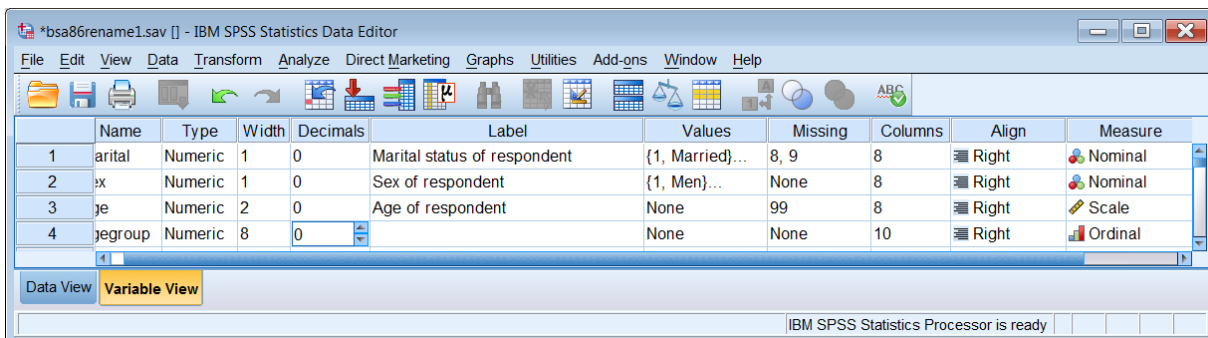 *bsa86rename1.sav [] - IBM SPSS Statistics Data Editor
File Edit View Data Transform Analyze Direct Marketing Graphs Utilities Add-ons Window Help
Name Type Width Decimals Label Values Missing Columns Align Measure
1 arital Numeric 1 0 Marital status of respondent {1, Married}... 8, 9 8 Right Nominal
2 ex Numeric 1 0 Sex of respondent {1, Men}... None 8 Right Nominal
3 ge Numeric 2 0 Age of respondent None 99 8 Right Scale
4 gegroup Numeric 8 0 None None 10 Right Ordinal
Data View Variable View
IBM SPSS Statistics Processor is ready